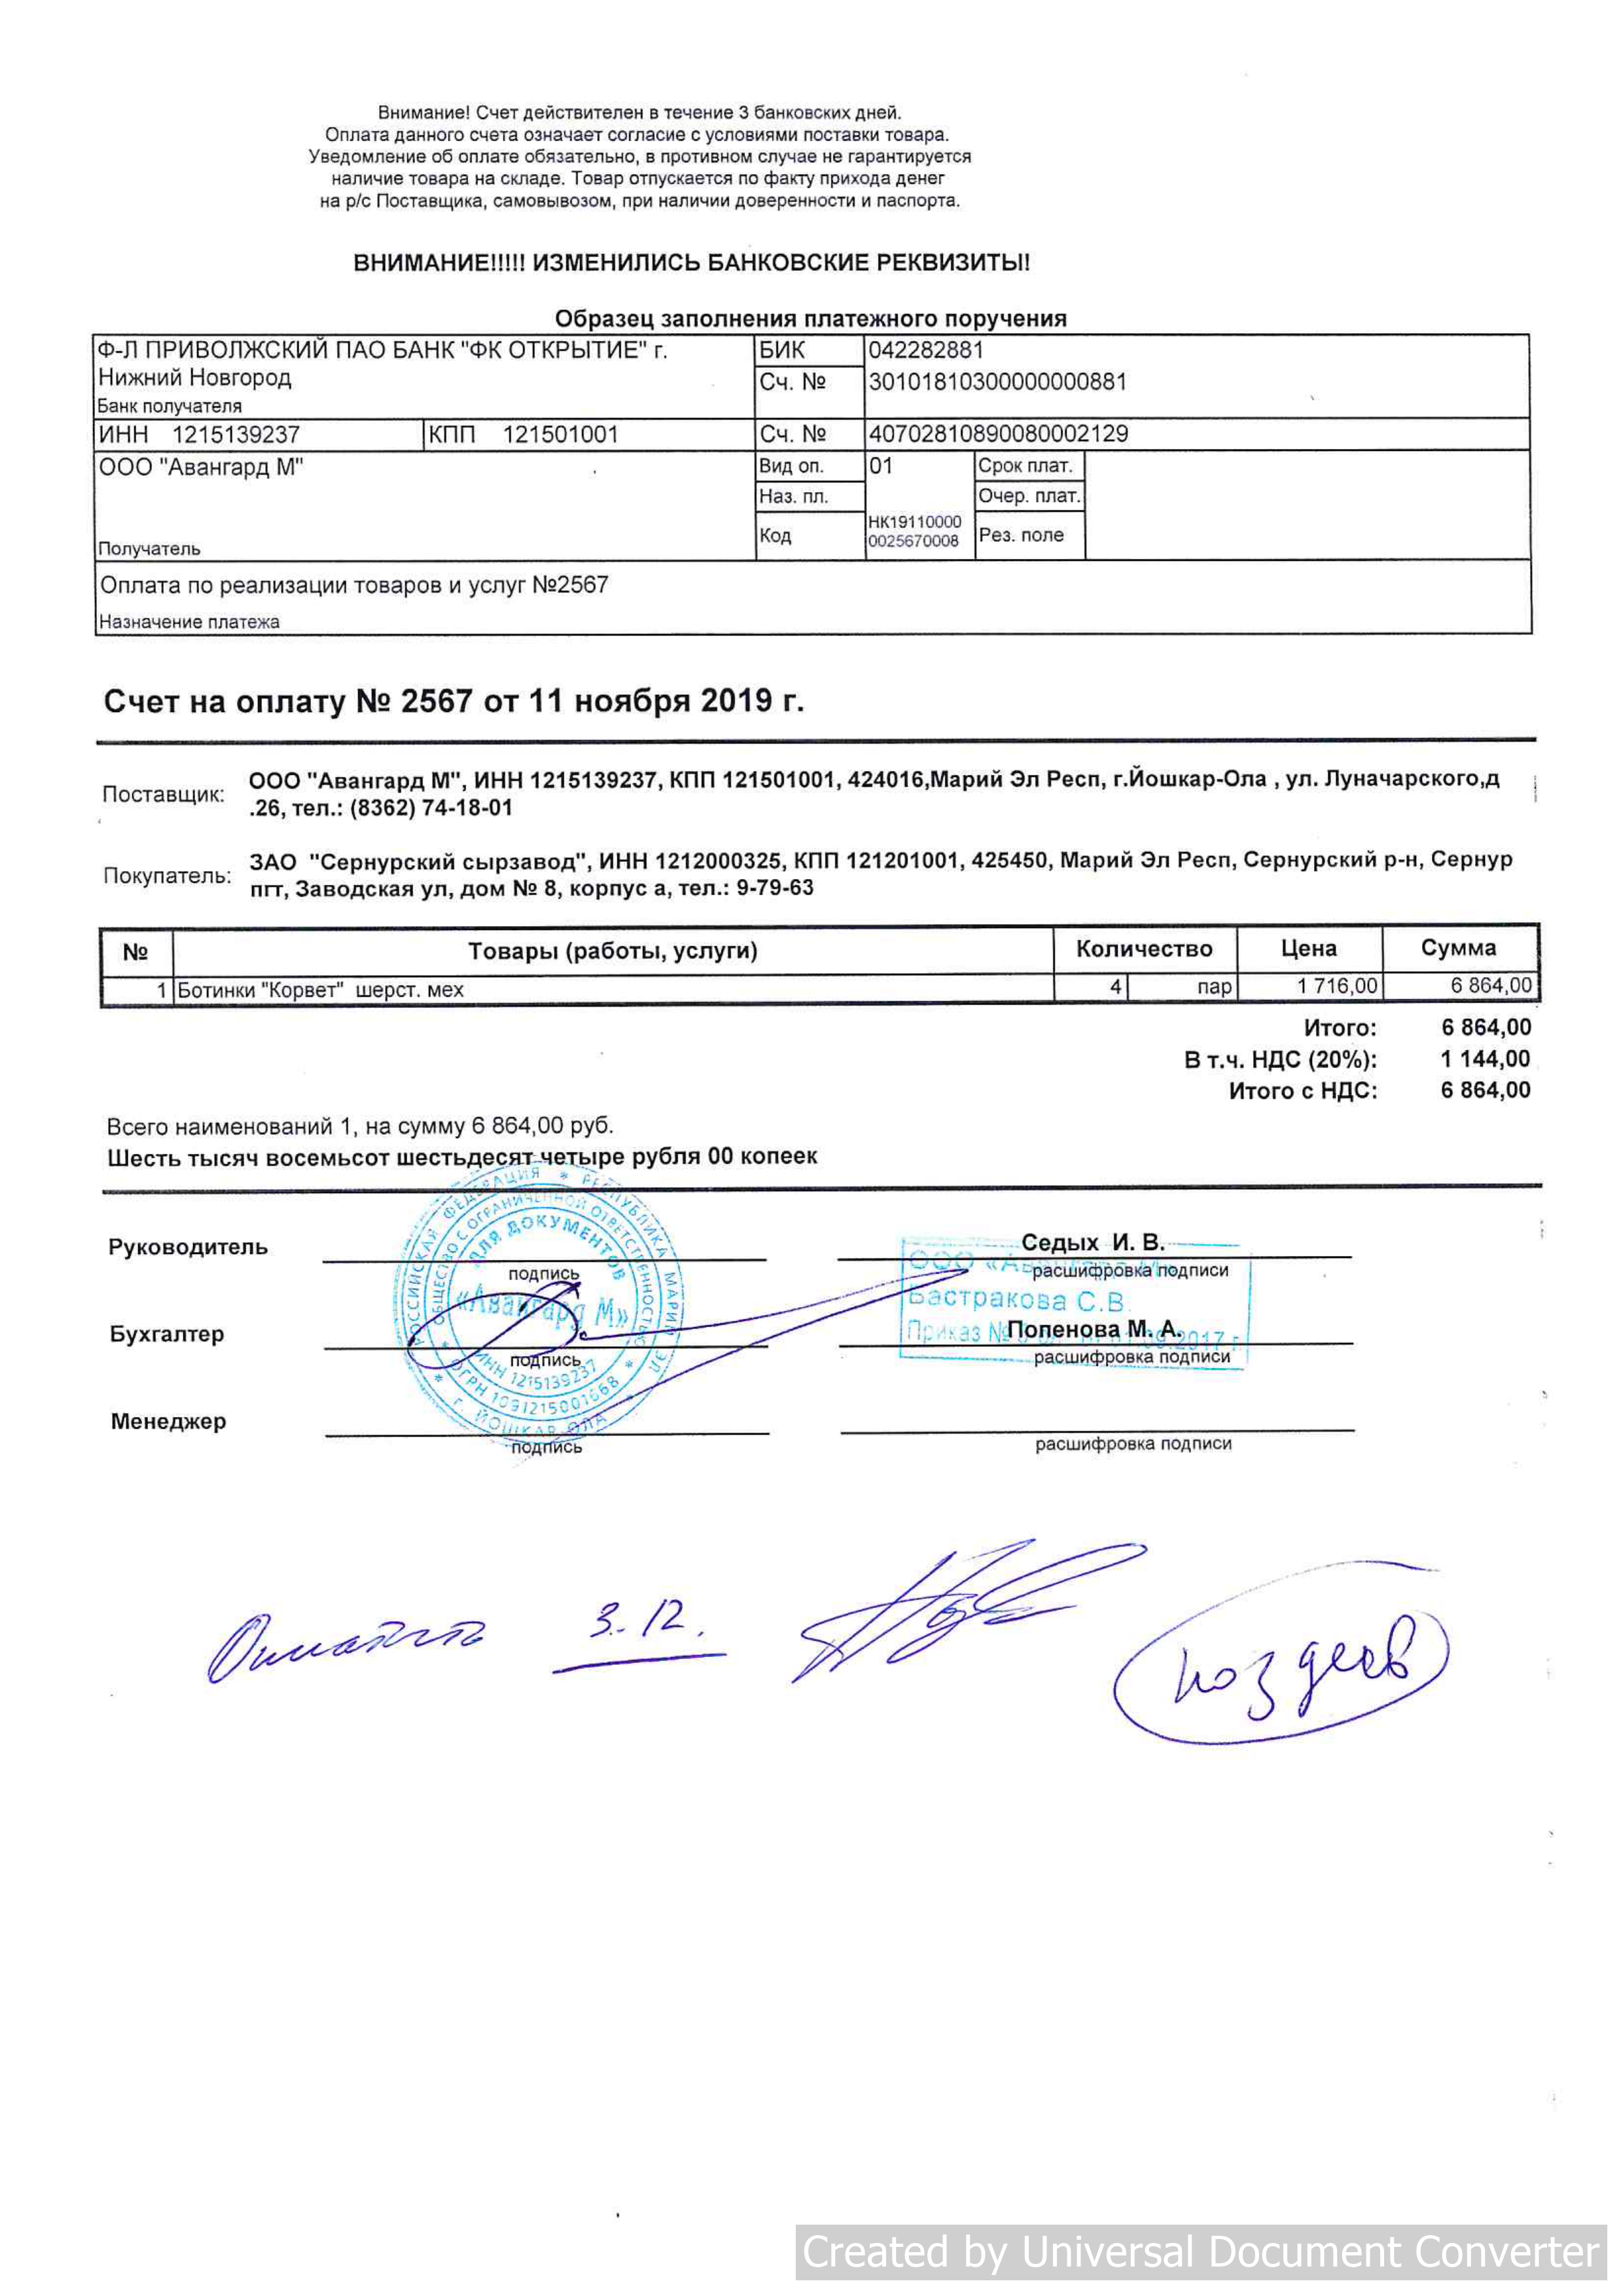 Внимание! Счет действителен в течение 3 банковских дней.
Оплата данного счета означает согласие с условиями поставки товара.
Уведомление об оплате обязательно, в противном случае не гарантируется
наличие товара на складе. Товар отпускается по факту прихода денег
на р/с Поставщика, самовывозом, при наличии доверенности и паспорта.
ВНИМАНИЕ!!!!! ИЗМЕНИЛИСЬ БАНКОВСКИЕ РЕКВИЗИТЫ!
Образец заполнения платежного поручения
Ф-Л ПРИВОЛЖСКИЙ ПАО БАНК "ФК ОТКРЫТИЕ" г. БИК 042282881
Нижний Новгород Сч. № 30101810300000000881
Банк получателя
ИНН 1215139237 КПП 121501001 Сч. № 40702810890080002129
ООО "Авангард М" Вид оп. 01 Срок плат.
Наз. пл. Очер. плат.
Получатель Код НК19110000 Рез. поле
0025670008
Оплата по реализации товаров и услуг №2567
Назначение платежа
Счет на оплату № 2567 от 11 ноября 2019 г.
Поставщик: ООО "Авангард М", ИНН 1215139237, КПП 121501001, 424016,Марий Эл Респ, г.Йошкар-Ола , ул. Луначарского,д
.26, тел.: (8362) 74-18-01
Покупатель: ЗАО "Сернурский сырзавод", ИНН 1212000325, КПП 121201001, 425450, Марий Эл Респ, Сернурский р-н, Сернур
пгт, Заводская ул, дом № 8, корпус а, тел.: 9-79-63
№ Товары (работы, услуги) Количество Цена Сумма
1 Ботинки "Корвет" шерст. мех 4 пар 1 716,00 6 864,00
Итого: 6 864,00
В т.ч. НДС (20%): 1 144,00
Итого с НДС: 6 864,00
Всего наименований 1, на сумму 6 864,00 руб.
Шесть тысяч восемьсот шестьдесят четыре рубля 00 копеек
РОССИЙСКАЯ ФЕДЕРАЦИЯ * РЕСПУБЛИКА МАРИЙ ЭЛ
* Г. ЙОШКАР-ОЛА
ОБЩЕСТВО С ОГРАНИЧЕННОЙ ОТВЕТСТВЕННОСТЬЮ
* ОГРН 1091215001668 *
ДЛЯ ДОКУМЕНТОВ
«Авангард М»
ИНН 1215139237
Руководитель Седых И. В.
подпись расшифровка подписи
ООО «Авангард М»
Бастракова С.В.
Приказ № 09.2017 г.
Бухгалтер Попенова М. А.
подпись расшифровка подписи
Менеджер
подпись расшифровка подписи
Оплатить 3.12.
Поздеев
Created by Universal Document Converter